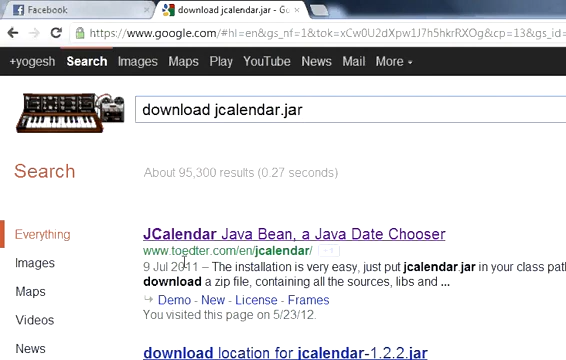 Facebook
download jcalendar.jar - Go
https://www.google.com/#hl=en&gs_nf=1&tok=xCw0U2dXpw1J7h5hkrRXOg&cp=13&gs_id=
+yogesh Search Images Maps Play YouTube News Gmail More
download jcalendar.jar
Search
About 95,300 results (0.27 seconds)
Everything
Images
Maps
Videos
News
JCalendar Java Bean, a Java Date Chooser
www.toedter.com/en/jcalendar/
9 Jul 2011 – The installation is very easy, just put jcalendar.jar in your class path
download a zip file, containing all the sources, libs and ...
Demo - New - License - Frames
You visited this page on 5/23/12.
download location for jcalendar-1.2.2.jar